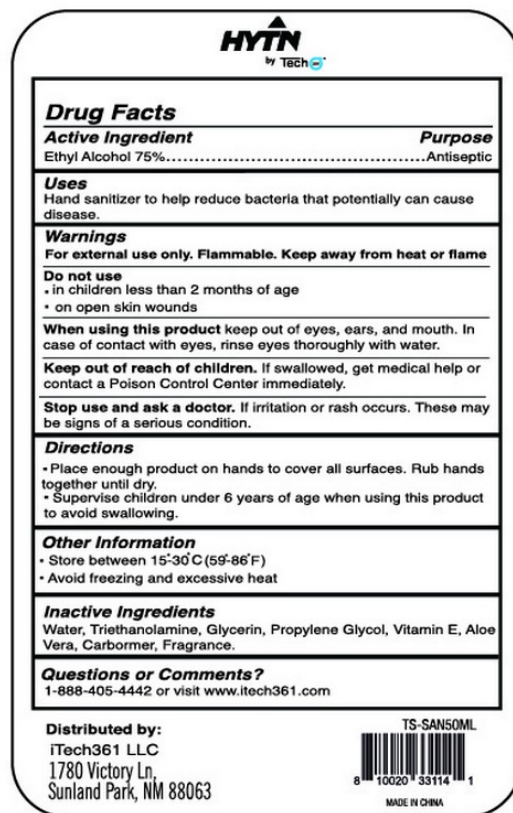 HYTN
by Tech
Drug Facts
Active Ingredient Purpose
Ethyl Alcohol 75%..............................................Antiseptic
Uses
Hand sanitizer to help reduce bacteria that potentially can cause
disease.
Warnings
For external use only. Flammable. Keep away from heat or flame
Do not use
• in children less than 2 months of age
• on open skin wounds
When using this product keep out of eyes, ears, and mouth. In
case of contact with eyes, rinse eyes thoroughly with water.
Keep out of reach of children. If swallowed, get medical help or
contact a Poison Control Center immediately.
Stop use and ask a doctor. If irritation or rash occurs. These may
be signs of a serious condition.
Directions
• Place enough product on hands to cover all surfaces. Rub hands
together until dry.
• Supervise children under 6 years of age when using this product
to avoid swallowing.
Other Information
• Store between 15°-30°C (59°-86°F)
• Avoid freezing and excessive heat
Inactive Ingredients
Water, Triethanolamine, Glycerin, Propylene Glycol, Vitamin E, Aloe
Vera, Carbormer, Fragrance.
Questions or Comments?
1-888-405-4442 or visit www.itech361.com
Distributed by:
iTech361 LLC
1780 Victory Ln,
Sunland Park, NM 88063
TS-SAN50ML
8 10020 33114 1
MADE IN CHINA